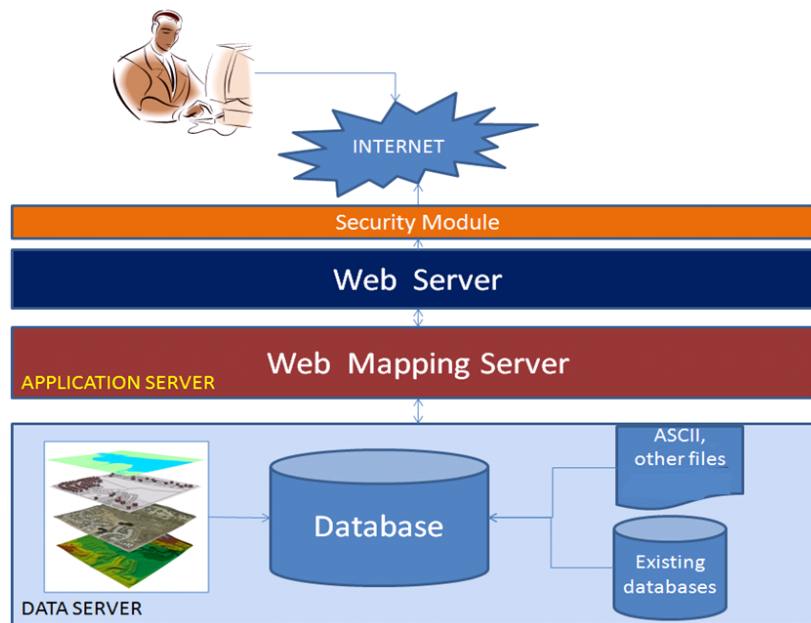 INTERNET
Security Module
Web Server
Web Mapping Server
APPLICATION SERVER
ASCII,
other files
Database
Existing
databases
DATA SERVER